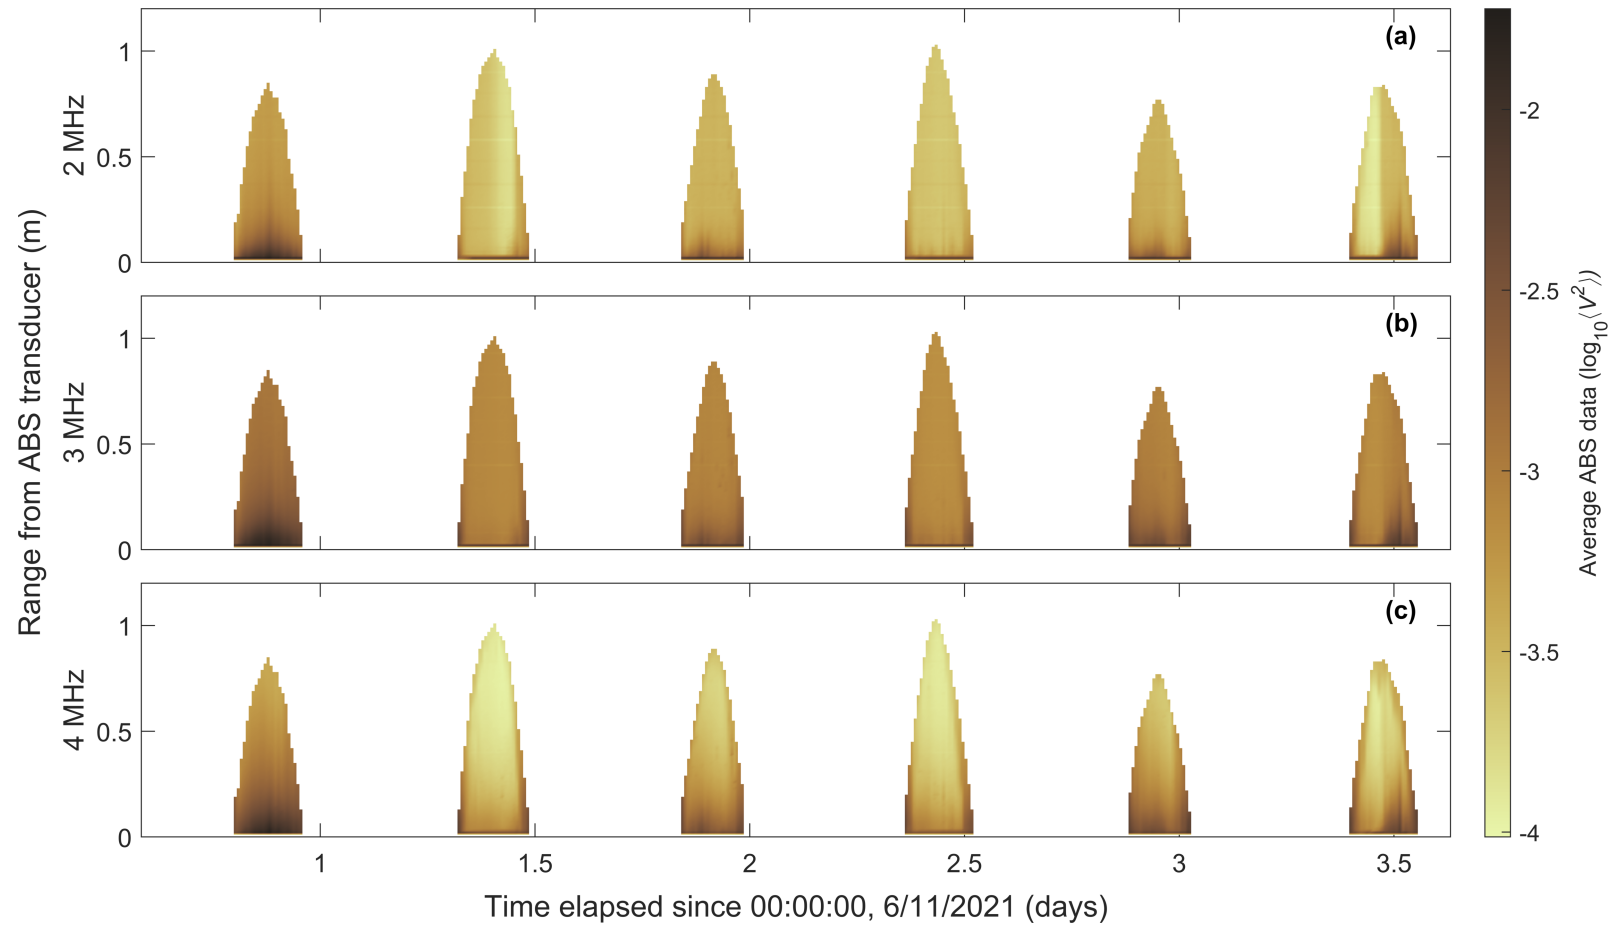 Range from ABS transducer (m)
2 MHz
1
0.5
0
(a)
3 MHz
1
0.5
0
(b)
4 MHz
1
0.5
0
(c)
1
1.5
2
2.5
3
3.5
Time elapsed since 00:00:00, 6/11/2021 (days)
-2
-2.5
-3
-3.5
-4
Average ABS data (log₁₀⟨V²⟩)